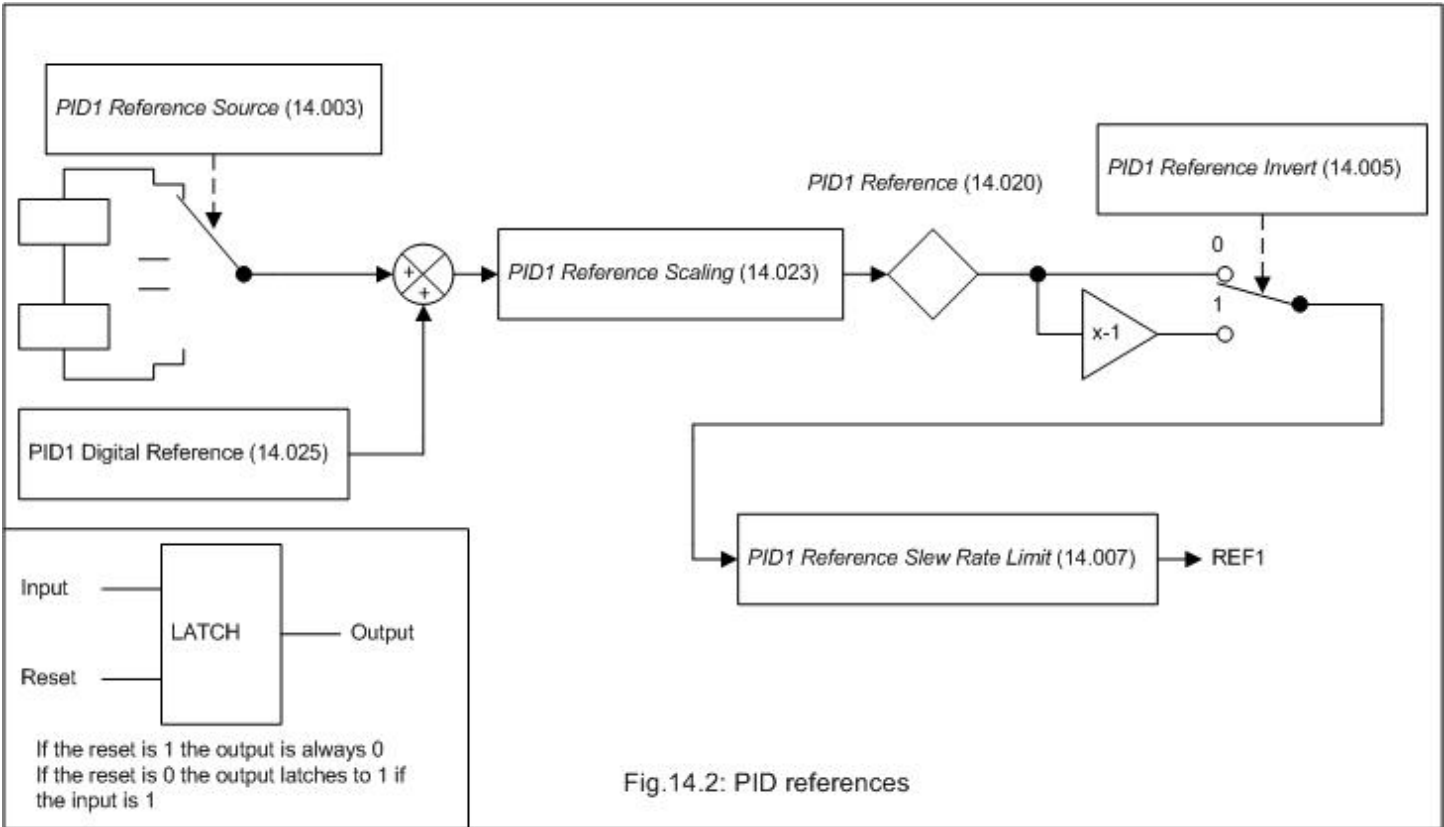 PID1 Reference Source (14.003)
PID1 Reference Invert (14.005)
PID1 Reference (14.020)
0
+
+
PID1 Reference Scaling (14.023)
1
x-1
PID1 Digital Reference (14.025)
PID1 Reference Slew Rate Limit (14.007)
REF1
Input
LATCH
Output
Reset
If the reset is 1 the output is always 0
If the reset is 0 the output latches to 1 if
the input is 1
Fig.14.2: PID references